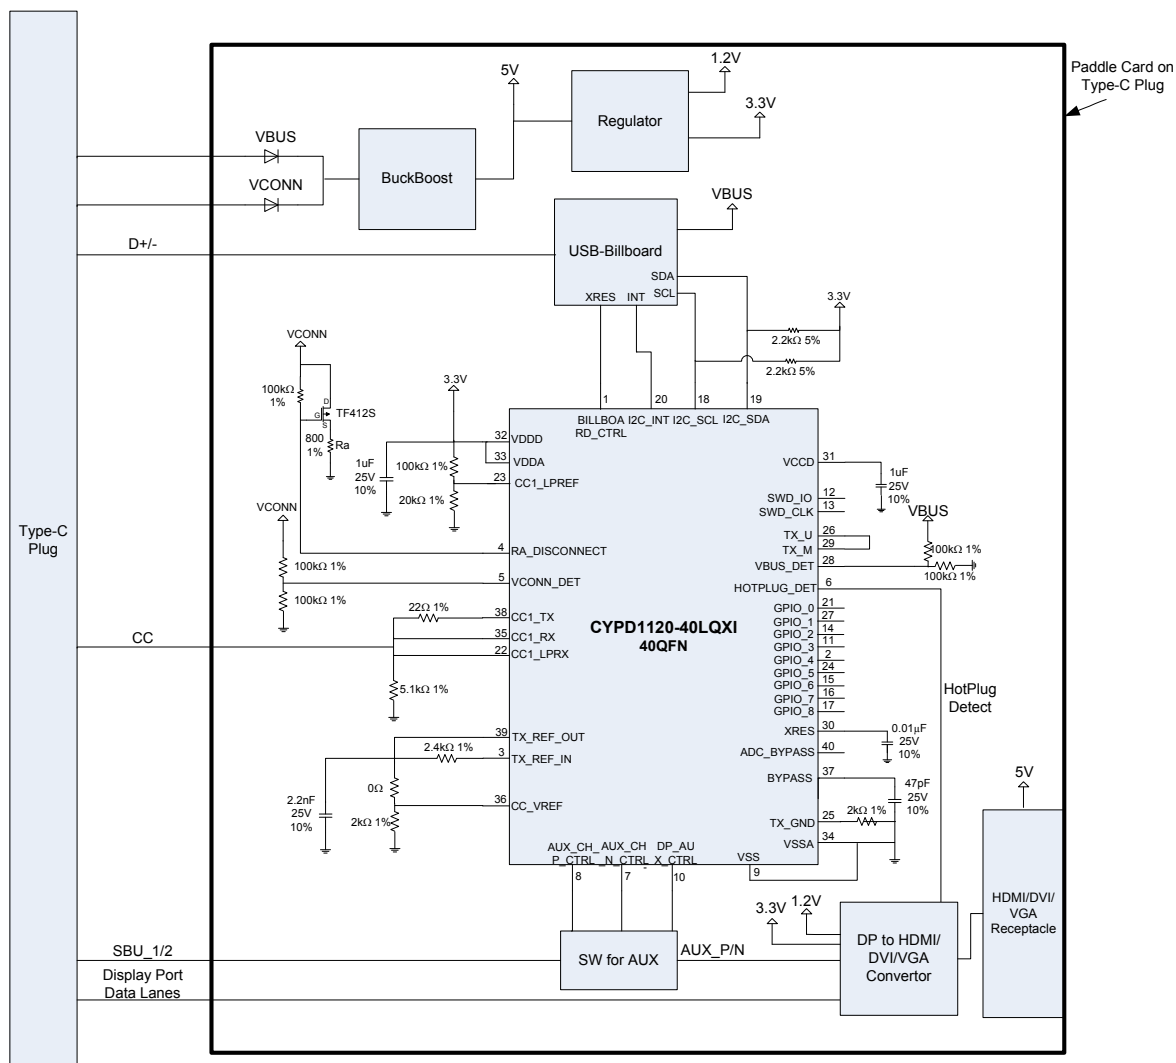 Paddle Card on
Type-C Plug
5V
1.2V
3.3V
Regulator
BuckBoost
VBUS
VCONN
VBUS
USB-Billboard
SDA
SCL
XRES
INT
D+/-
3.3V
2.2kΩ 5%
2.2kΩ 5%
VCONN
100kΩ
1%
D
G
S
TF412S
800
1%
Ra
3.3V
1uF
25V
10%
100kΩ 1%
20kΩ 1%
1
20
18
19
BILLBOA
RD_CTRL
I2C_INT
I2C_SCL
I2C_SDA
32
VDDD
33
VDDA
23
CC1_LPREF
VCCD
31
1uF
25V
10%
SWD_IO
12
SWD_CLK
13
VBUS
TX_U
26
TX_M
29
VBUS_DET
28
100kΩ 1%
100kΩ 1%
HOTPLUG_DET
6
Type-C
Plug
VCONN
4
RA_DISCONNECT
100kΩ 1%
5
VCONN_DET
100kΩ 1%
22Ω 1%
38
CC1_TX
35
CC1_RX
22
CC1_LPRX
CC
5.1kΩ 1%
CYPD1120-40LQXI
40QFN
GPIO_0
21
GPIO_1
27
GPIO_2
14
GPIO_3
11
GPIO_4
2
GPIO_5
24
GPIO_6
15
GPIO_7
16
GPIO_8
17
HotPlug
Detect
XRES
30
0.01µF
25V
10%
ADC_BYPASS
40
BYPASS
37
47pF
25V
10%
2kΩ 1%
TX_GND
25
VSSA
34
39
TX_REF_OUT
2.4kΩ 1%
3
TX_REF_IN
0Ω
2.2nF
25V
10%
36
CC_VREF
2kΩ 1%
AUX_CH_
P_CTRL
AUX_CH
_N_CTRL
DP_AU
X_CTRL
VSS
8
7
10
9
5V
HDMI/DVI/
VGA
Receptacle
3.3V
1.2V
DP to HDMI/
DVI/VGA
Convertor
SBU_1/2
SW for AUX
AUX_P/N
Display Port
Data Lanes